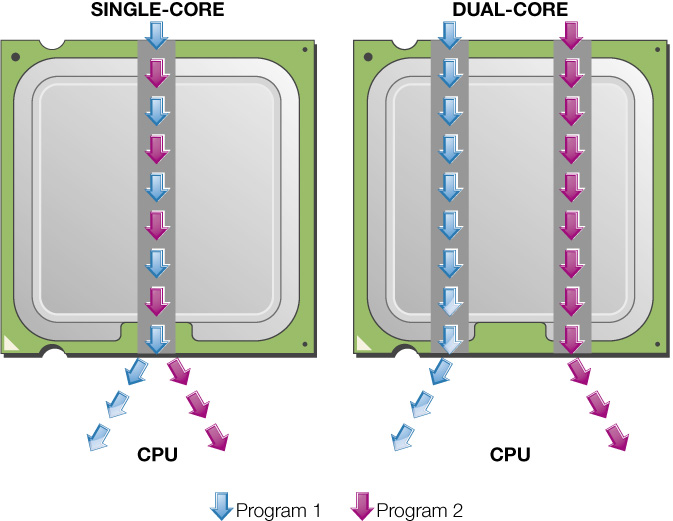 SINGLE-CORE
DUAL-CORE
CPU
CPU
Program 1
Program 2